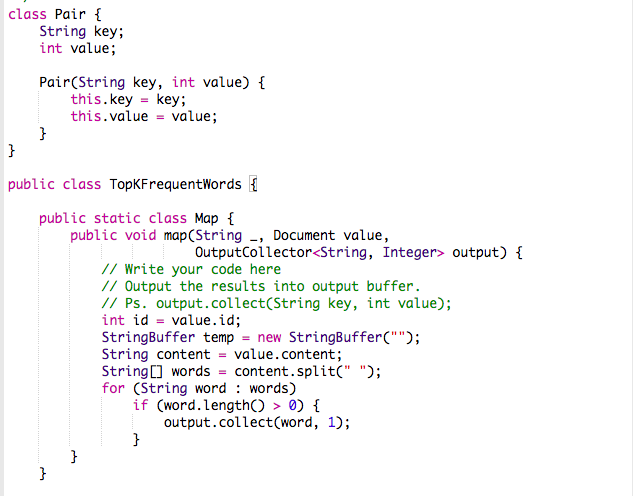 class Pair {
    String key;
    int value;

    Pair(String key, int value) {
        this.key = key;
        this.value = value;
    }
}

public class TopKFrequentWords {

    public static class Map {
        public void map(String _, Document value,
                        OutputCollector<String, Integer> output) {
            // Write your code here
            // Output the results into output buffer.
            // Ps. output.collect(String key, int value);
            int id = value.id;
            StringBuffer temp = new StringBuffer("");
            String content = value.content;
            String[] words = content.split(" ");
            for (String word : words)
                if (word.length() > 0) {
                    output.collect(word, 1);
                }
        }
    }